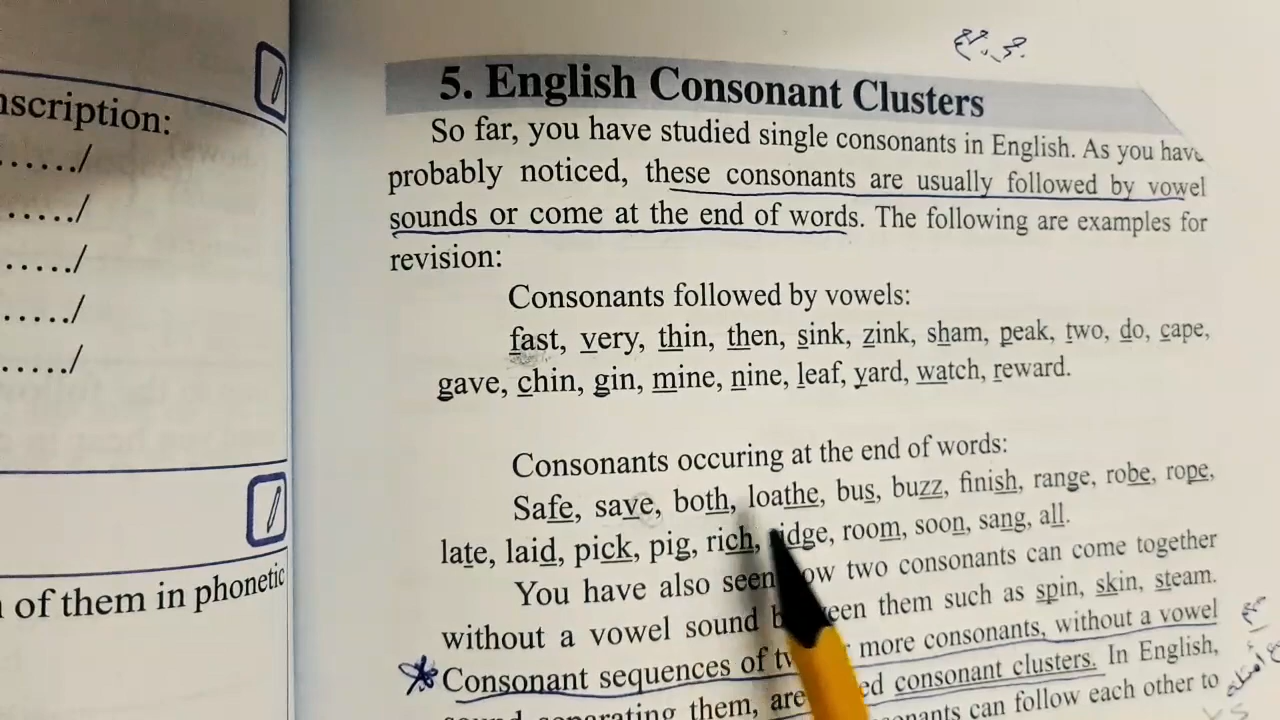 nscription:
....../
...../
...../
...../
...../
of them in phonetic
5. English Consonant Clusters
So far, you have studied single consonants in English. As you have
probably noticed, these consonants are usually followed by vowel
sounds or come at the end of words. The following are examples for
revision:
Consonants followed by vowels:
fast, very, thin, then, sink, zink, sham, peak, two, do, cape,
gave, chin, gin, mine, nine, leaf, yard, watch, reward.
Consonants occuring at the end of words:
Safe, save, both, loathe, bus, buzz, finish, range, robe, rope,
late, laid, pick, pig, rich, idge, room, soon, sang, all.
You have also seen ow two consonants can come together
without a vowel sound b een them such as spin, skin, steam.
Consonant sequences of tw more consonants, without a vowel
sound separating them, are ed consonant clusters. In English,
onants can follow each other to